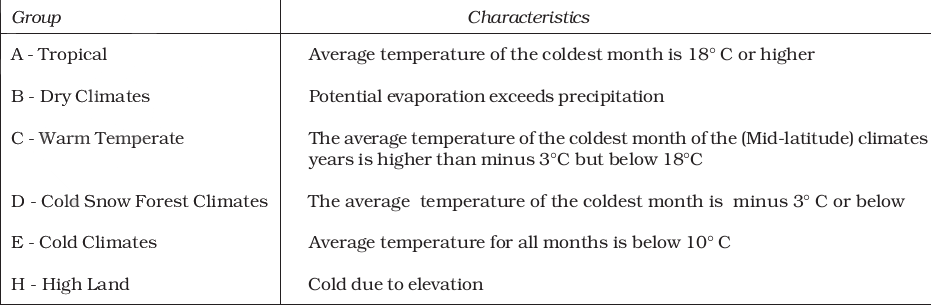 Group Characteristics
A - Tropical Average temperature of the coldest month is 18° C or higher
B - Dry Climates Potential evaporation exceeds precipitation
C - Warm Temperate The average temperature of the coldest month of the (Mid-latitude) climates
years is higher than minus 3°C but below 18°C
D - Cold Snow Forest Climates The average temperature of the coldest month is minus 3° C or below
E - Cold Climates Average temperature for all months is below 10° C
H - High Land Cold due to elevation